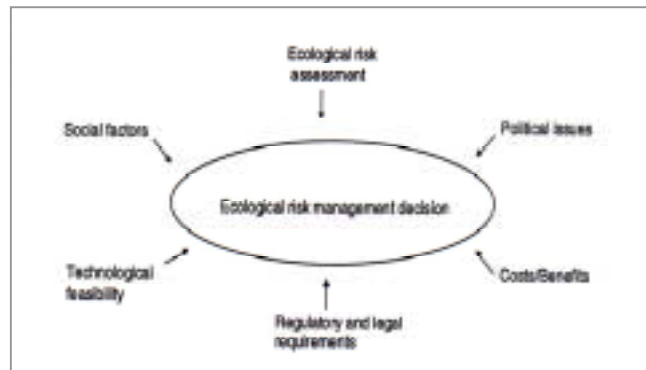 Ecological risk
assessment
Social factors
Political issues
Ecological risk management decision
Technological
feasibility
Costs/Benefits
Regulatory and legal
requirements